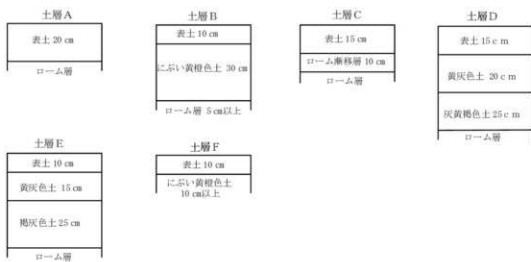 土層A
表土 20 ㎝
ローム層
土層B
表土 10 ㎝
にぶい黄橙色土 30 ㎝
ローム層 5 ㎝以上
土層C
表土 15 ㎝
ローム漸移層 10 ㎝
ローム層
土層D
表土 15ｃｍ
黄灰色土 20ｃｍ
灰黄褐色土 25ｃｍ
ローム層
土層E
表土 10 ㎝
黄灰色土 15 ㎝
褐灰色土 25 ㎝
ローム層
土層F
表土 10 ㎝
にぶい黄橙色土
10 ㎝以上